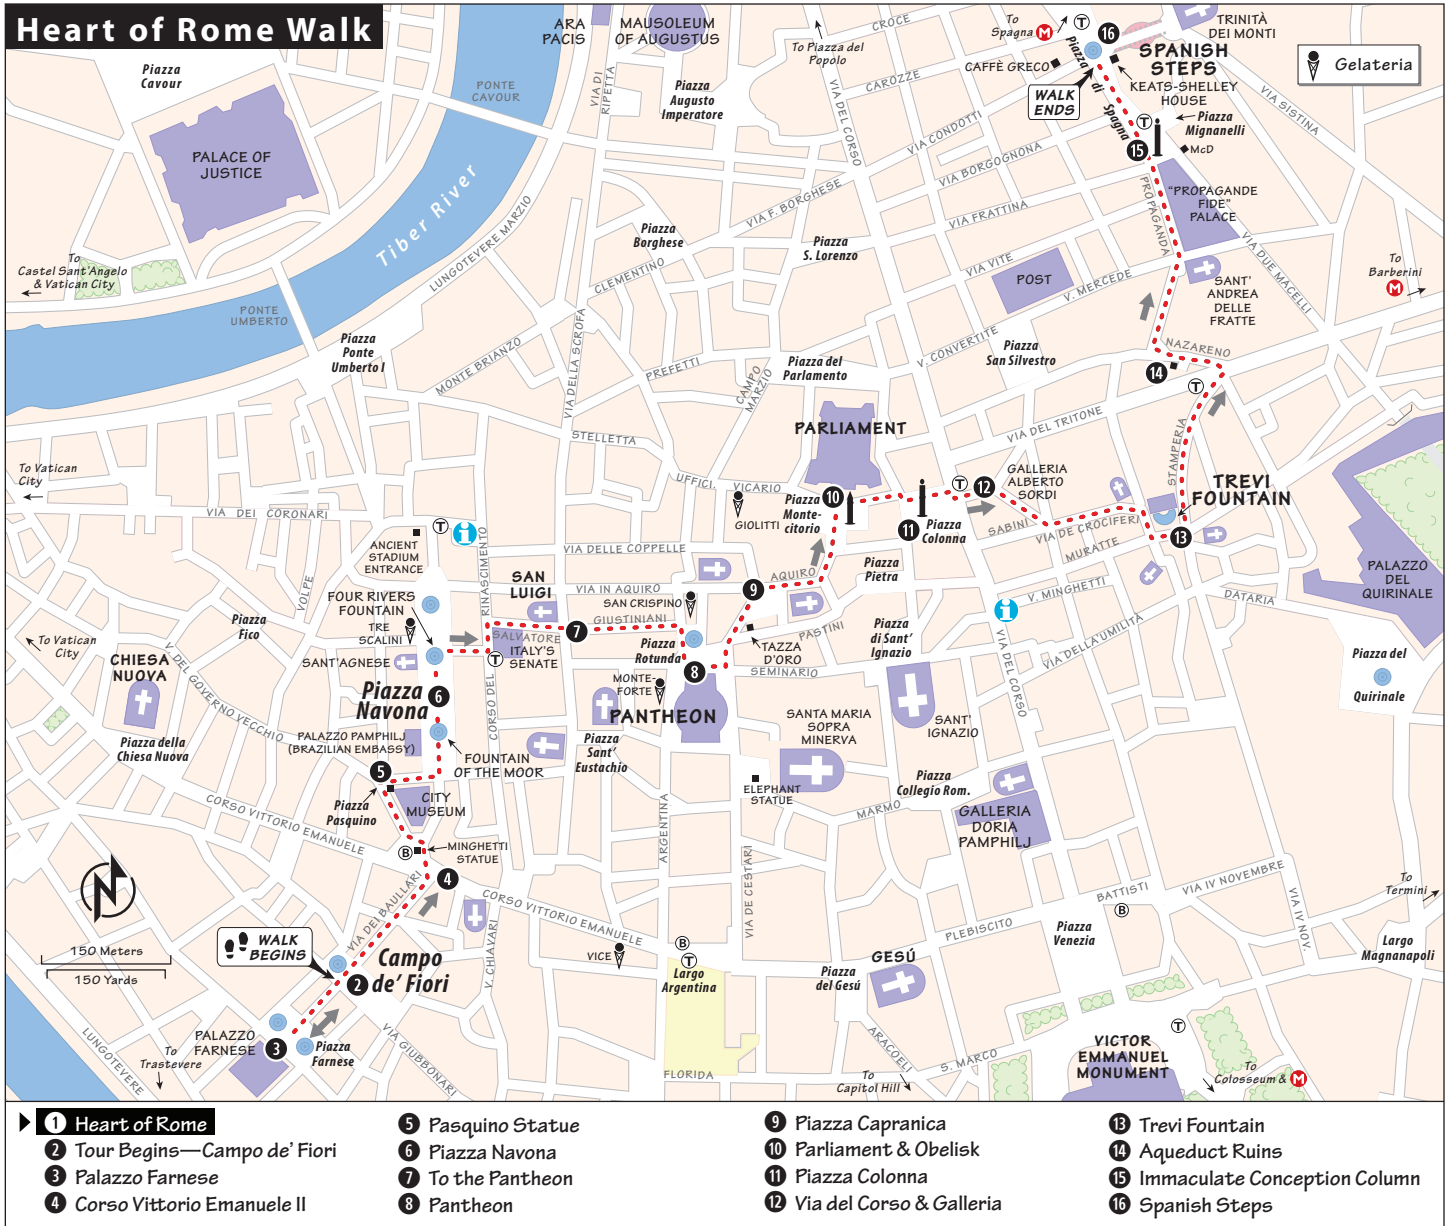 Heart of Rome Walk
ARA
PACIS
MAUSOLEUM
OF AUGUSTUS
CROCE
To
Spagna
M
T
16
TRINITÀ
DEI MONTI
Piazza
Cavour
PONTE
CAVOUR
VIA DI
RIPETTA
To Piazza del
Popolo
CAFFÈ GRECO
SPANISH
STEPS
Gelateria
CAROZZE
WALK
ENDS
Piazza di Spagna
KEATS-SHELLEY
HOUSE
VIA SISTINA
Piazza
Augusto
Imperatore
VIA DEL CORSO
VIA CONDOTTI
T
Piazza
Mignanelli
15
McD
PALACE OF
JUSTICE
Tiber River
VIA BORGOGNONA
VIA F. BORGHESE
PROPAGANDA
"PROPAGANDE
FIDE"
PALACE
LUNGOTEVERE MARZIO
VIA FRATTINA
Piazza
Borghese
Piazza
S. Lorenzo
VIA DUE MACELLI
To
Castel Sant'Angelo
& Vatican City
CLEMENTINO
VIA VITE
POST
V. MERCEDE
SANT'
ANDREA
DELLE
FRATTE
To
Barberini
M
PONTE
UMBERTO
Piazza
Ponte
Umberto I
MONTE BRIANZO
VIA DELLA SCROFA
PREFETTI
CAMPO
MARZIO
Piazza del
Parlamento
V. CONVERTITE
Piazza
San Silvestro
NAZARENO
14
T
STELLETTA
PARLIAMENT
VIA DEL TRITONE
STAMPERIA
To Vatican
City
UFFICI. VICARIO
GIOLITTI
Piazza
Monte-
citorio
10
T
12
GALLERIA
ALBERTO
SORDI
TREVI
FOUNTAIN
VIA DEI CORONARI
T
i
ANCIENT
STADIUM
ENTRANCE
RINASCIMENTO
11
Piazza
Colonna
SABINI
VIA DE CROCIFERI
13
MURATTE
VIA DELLE COPPELLE
Piazza
Pietra
PALAZZO
DEL
QUIRINALE
VOLPE
FOUR RIVERS
FOUNTAIN
SAN
LUIGI
VIA IN AQUIRO
9
AQUIRO
V. MINGHETTI
i
DATARIA
TRE
SCALINI
SAN CRISPINO
GIUSTINIANI
7
Piazza
Fico
To Vatican
City
SALVATORE
ITALY'S
SENATE
PASTINI
TAZZA
D'ORO
Piazza
di Sant'
Ignazio
VIA DELLA UMILITA
CHIESA
NUOVA
SANT'AGNESE
T
Piazza
Rotunda
8
SEMINARIO
Piazza del
Quirinale
V. DEL GOVERNO VECCHIO
Piazza
Navona
6
CORSO DEL
MONTE-
FORTE
PANTHEON
SANTA MARIA
SOPRA
MINERVA
SANT'
IGNAZIO
VIA DEL CORSO
Piazza della
Chiesa Nuova
PALAZZO PAMPHILJ
(BRAZILIAN EMBASSY)
FOUNTAIN
OF THE MOOR
Piazza
Sant'
Eustachio
5
Piazza
Pasquino
CITY
MUSEUM
ELEPHANT
STATUE
Piazza
Collegio Rom.
MARMO
GALLERIA
DORIA
PAMPHILJ
CORSO VITTORIO EMANUELE
B
MINGHETTI
STATUE
ARGENTINA
VIA DE CESTARI
N
4
VIA DEI BAULLARI
CORSO VITTORIO EMANUELE
BATTISTI
VIA IV NOVEMBRE
B
To
Termini
150 Meters
150 Yards
WALK
BEGINS
Campo
de' Fiori
2
V. CHIAVARI
VICE
B
T
Largo
Argentina
PLEBISCITO
Piazza
Venezia
VIA IV NOV.
Largo
Magnanapoli
Piazza
del Gesú
GESÚ
LUNGOTEVERE
To
Trastevere
PALAZZO
FARNESE
3
Piazza
Farnese
VIA GIUBBONARI
FLORIDA
ARACOELI
To
Capitol Hill
S. MARCO
VICTOR
EMMANUEL
MONUMENT
T
To
Colosseum &
M
1 Heart of Rome
2 Tour Begins—Campo de' Fiori
3 Palazzo Farnese
4 Corso Vittorio Emanuele II
5 Pasquino Statue
6 Piazza Navona
7 To the Pantheon
8 Pantheon
9 Piazza Capranica
10 Parliament & Obelisk
11 Piazza Colonna
12 Via del Corso & Galleria
13 Trevi Fountain
14 Aqueduct Ruins
15 Immaculate Conception Column
16 Spanish Steps